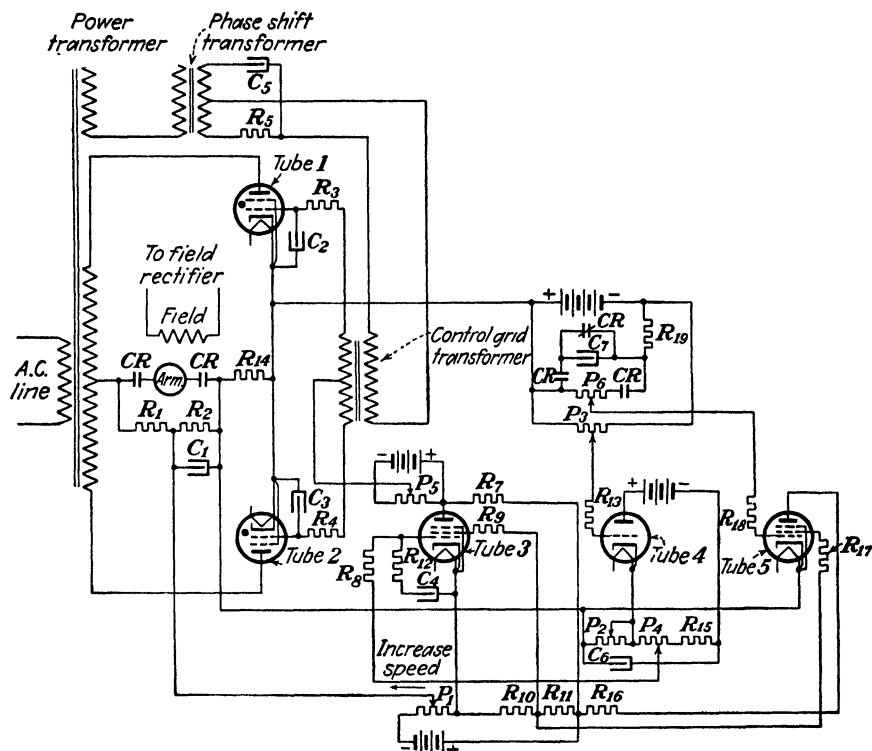 Power
transformer
Phase shift
transformer
C5
R5
Tube 1
R3
C2
To field
rectifier
Field
A.C.
line
CR
Arm
CR
R14
R1
R2
C1
Control grid
transformer
+
-
CR
C7
R19
CR
P6
CR
P3
C3
R4
Tube 2
-
+
P5
R7
R9
Tube 3
R8
R12
C4
R13
+
-
Tube 4
R18
Tube 5
R17
P2
P4
R15
C6
Increase
speed
P1
R10
R11
R16
-
+